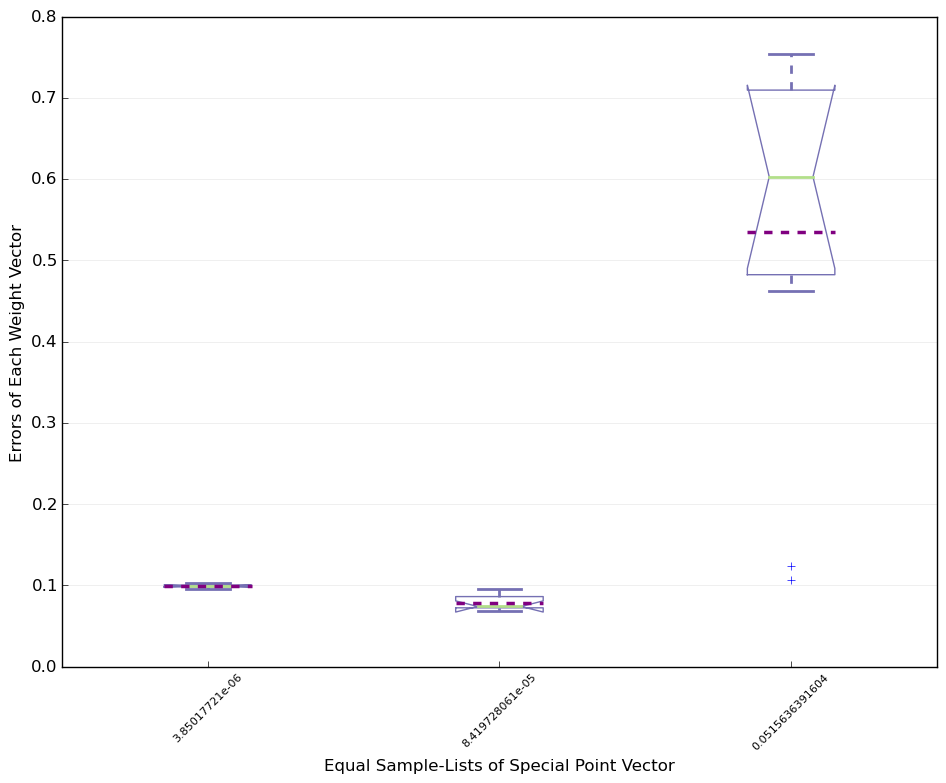 0.8
0.7
0.6
0.5
0.4
0.3
0.2
0.1
0.0
Errors of Each Weight Vector
3.85017721e-06
8.419728061e-05
0.0515636391604
Equal Sample-Lists of Special Point Vector